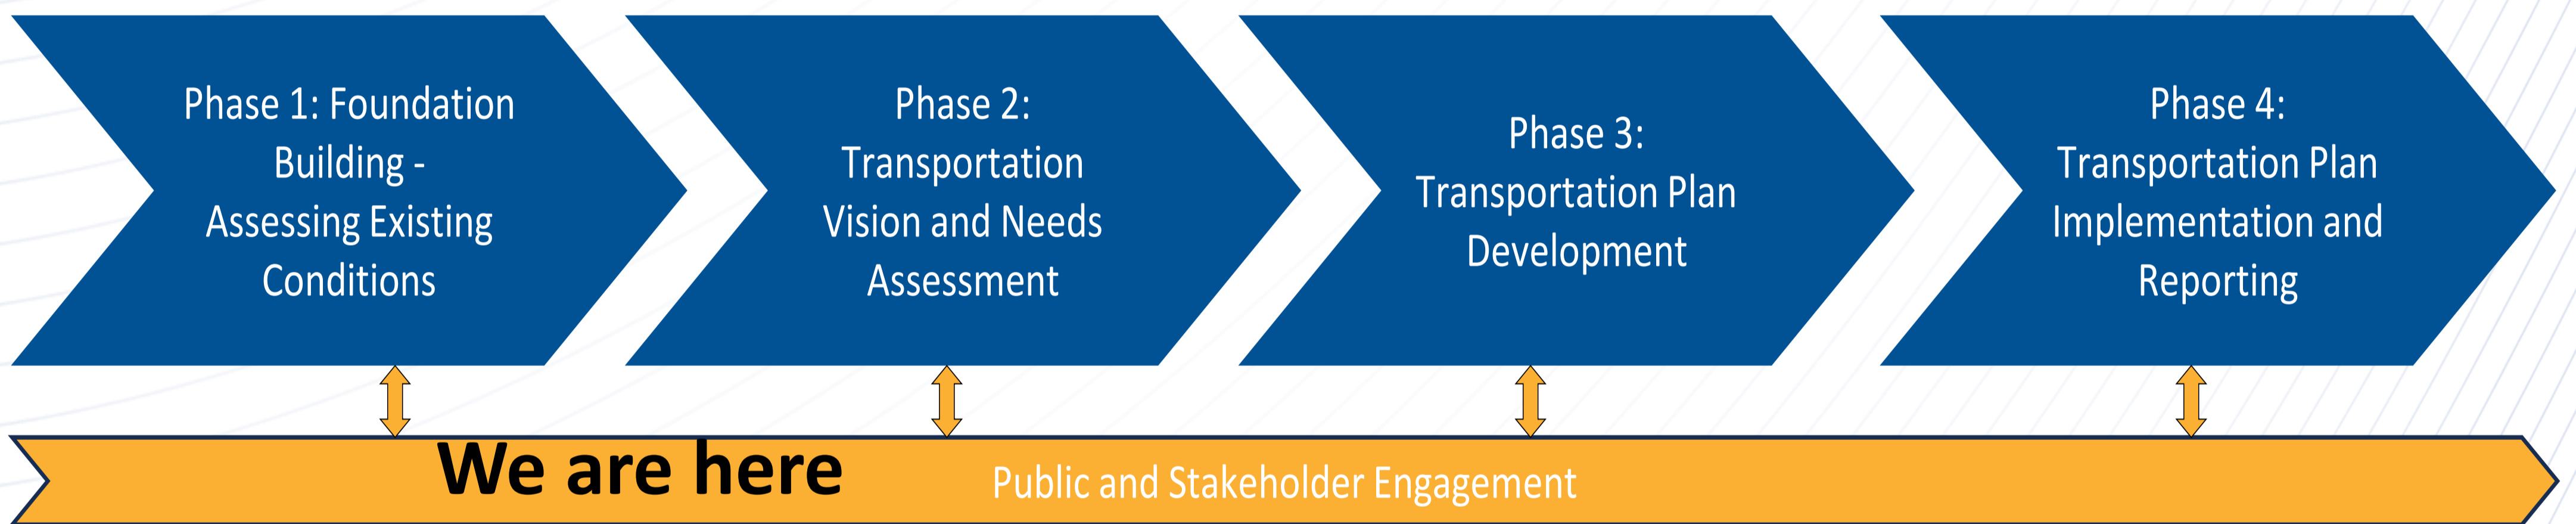 Phase 1: Foundation
Building -
Assessing Existing
Conditions
Phase 2:
Transportation
Vision and Needs
Assessment
Phase 3:
Transportation Plan
Development
Phase 4:
Transportation Plan
Implementation and
Reporting
We are here
Public and Stakeholder Engagement